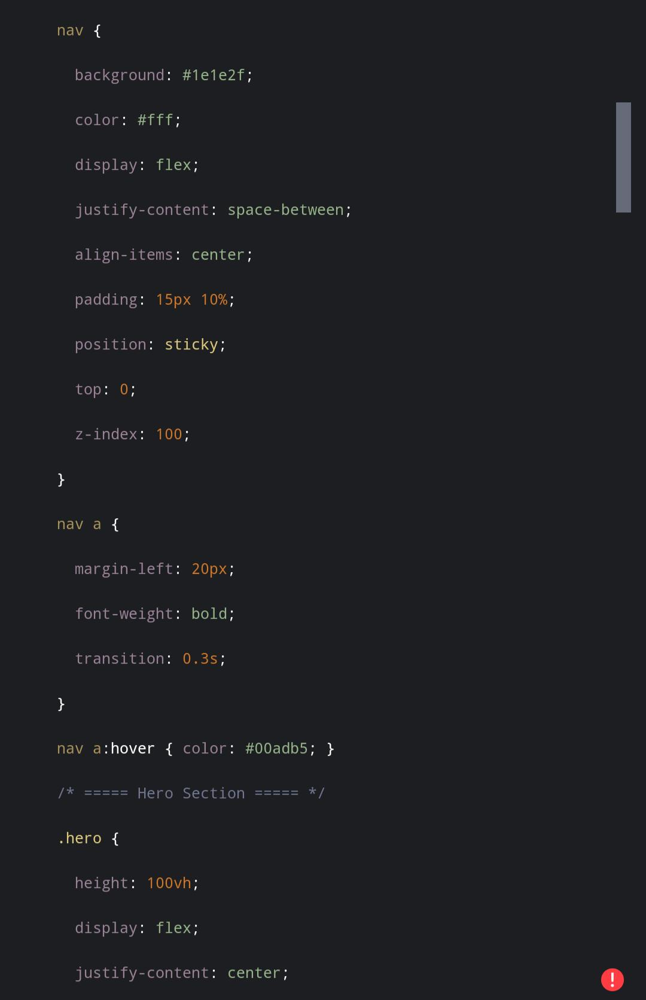 nav {
background: #1e1e2f;
color: #fff;
display: flex;
justify-content: space-between;
align-items: center;
padding: 15px 10%;
position: sticky;
top: 0;
z-index: 100;
}
nav a {
margin-left: 20px;
font-weight: bold;
transition: 0.3s;
}
nav a:hover { color: #00adb5; }
/* ===== Hero Section ===== */
.hero {
height: 100vh;
display: flex;
justify-content: center;